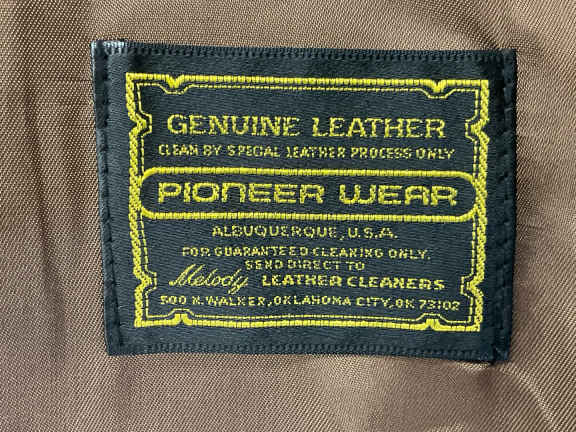 GENUINE LEATHER
CLEAN BY SPECIAL LEATHER PROCESS ONLY
PIONEER WEAR
ALBUQUERQUE, U.S.A.
FOR GUARANTEED CLEANING ONLY.
SEND DIRECT TO
Melody LEATHER CLEANERS
500 N. WALKER, OKLAHOMA CITY, OK 73102